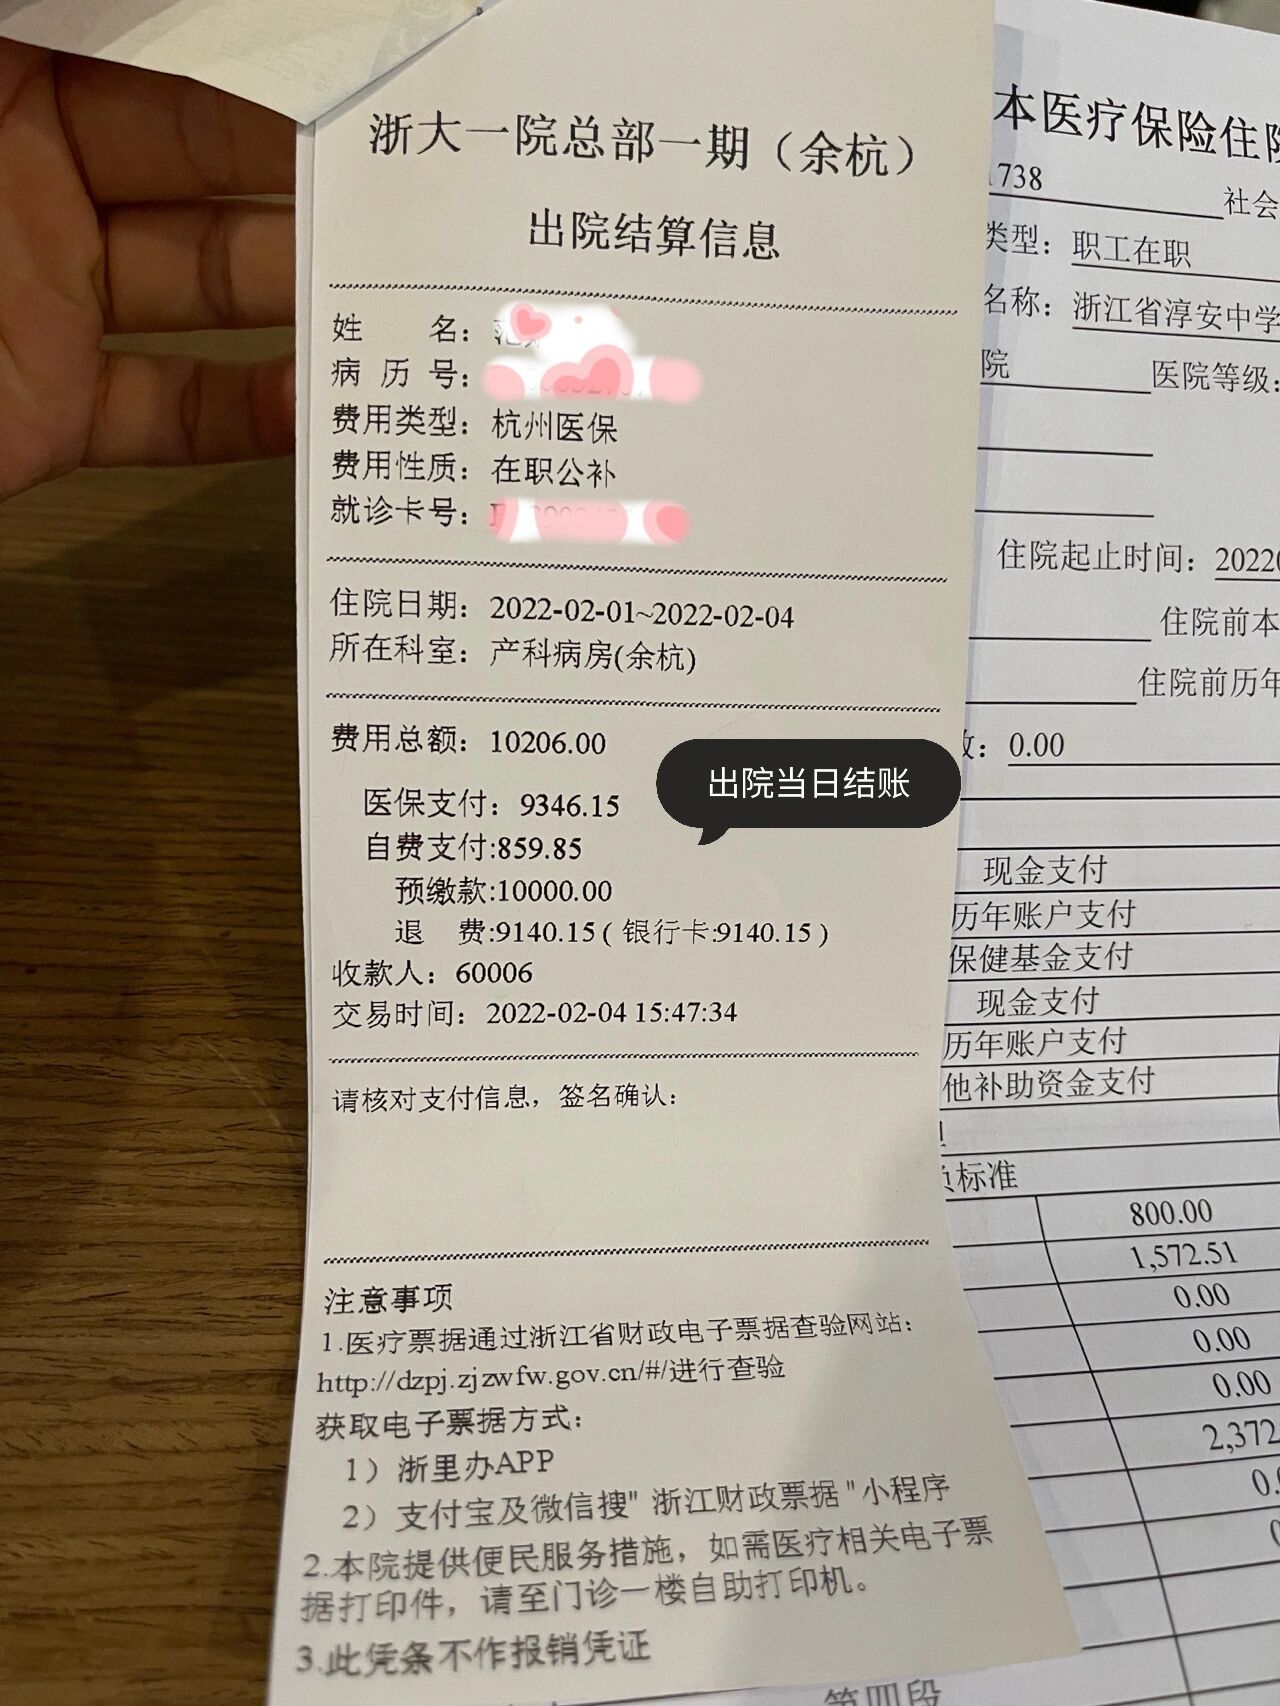 浙大一院总部一期（余杭）
出院结算信息
姓 名：
病 历 号：
费用类型：杭州医保
费用性质：在职公补
就诊卡号：
住院日期：2022-02-01~2022-02-04
所在科室：产科病房(余杭)
费用总额：10206.00
医保支付：9346.15
自费支付:859.85
预缴款:10000.00
退 费:9140.15 ( 银行卡:9140.15 )
收款人：60006
交易时间：2022-02-04 15:47:34
请核对支付信息，签名确认：
注意事项
1.医疗票据通过浙江省财政电子票据查验网站：
http://dzpj.zjzwfw.gov.cn/#/进行查验
获取电子票据方式：
1）浙里办APP
2）支付宝及微信搜" 浙江财政票据 "小程序
2.本院提供便民服务措施，如需医疗相关电子票
据打印件，请至门诊一楼自助打印机。
3.此凭条不作报销凭证
出院当日结账
本医疗保险住院
1738
社会
类型：职工在职
名称：浙江省淳安中学
院
医院等级：
住院起止时间：2022
住院前本
住院前历年
：0.00
现金支付
历年账户支付
保健基金支付
现金支付
历年账户支付
他补助资金支付
标准
800.00
1,572.51
0.00
0.00
0.00
2,372
第四段